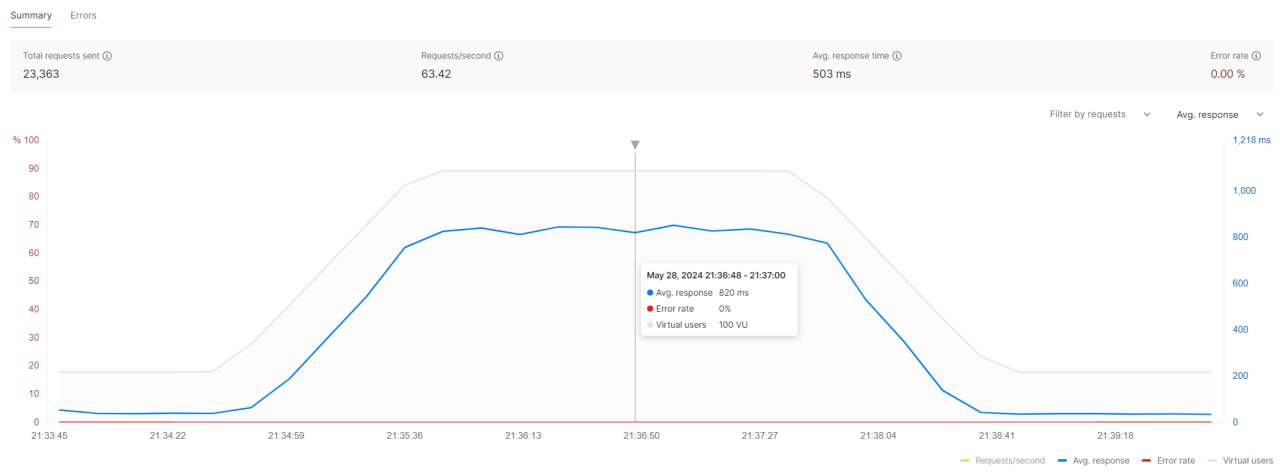 Summary Errors
Total requests sent Requests/second Avg. response time Error rate
23,363 63.42 503 ms 0.00 %
Filter by requests Avg. response
% 100 1,218 ms
90
1,000
80
70
800
60
600
50
40
400
30
20
200
10
0 0
May 28, 2024 21:36:48 - 21:37:00
Avg. response 820 ms
Error rate 0%
Virtual users 100 VU
21:33:45 21:34:22 21:34:59 21:35:36 21:36:13 21:36:50 21:37:27 21:38:04 21:38:41 21:39:18
Requests/second Avg. response Error rate Virtual users